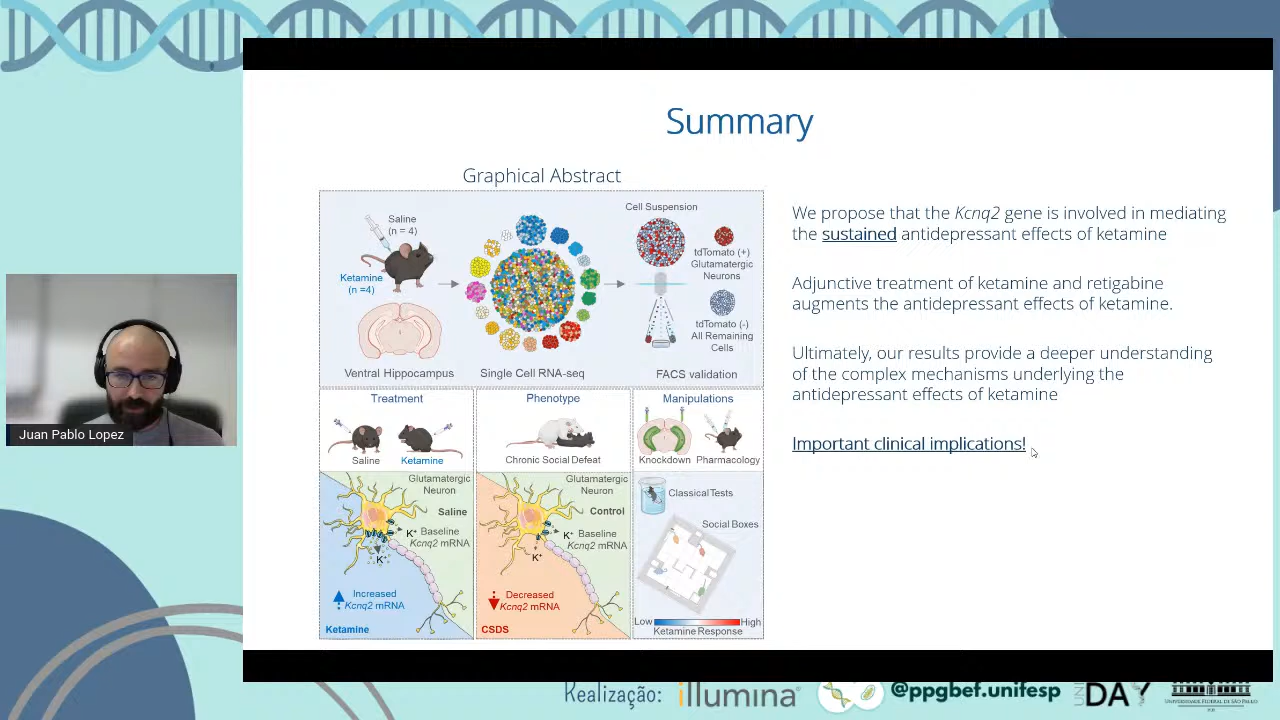 Summary
Graphical Abstract
Saline
(n = 4)
Ketamine
(n =4)
Ventral Hippocampus
Single Cell RNA-seq
Cell Suspension
tdTomato (+)
Glutamatergic
Neurons
tdTomato (-)
All Remaining
Cells
FACS validation
Treatment
Saline
Ketamine
Phenotype
Chronic Social Defeat
Manipulations
Knockdown
Pharmacology
Glutamatergic
Neuron
Saline
K⁺ Baseline
Kcnq2 mRNA
K⁺
Increased
Kcnq2 mRNA
Ketamine
Glutamatergic
Neuron
Control
K⁺ Baseline
Kcnq2 mRNA
K⁺
Decreased
Kcnq2 mRNA
CSDS
Classical Tests
Social Boxes
Low
High
Ketamine Response
We propose that the Kcnq2 gene is involved in mediating
the sustained antidepressant effects of ketamine
Adjunctive treatment of ketamine and retigabine
augments the antidepressant effects of ketamine.
Ultimately, our results provide a deeper understanding
of the complex mechanisms underlying the
antidepressant effects of ketamine
Important clinical implications!
Juan Pablo Lopez
Realização:
illumina
@ppgbef.unifesp
DAY
UNIVERSIDADE FEDERAL DE SÃO PAULO